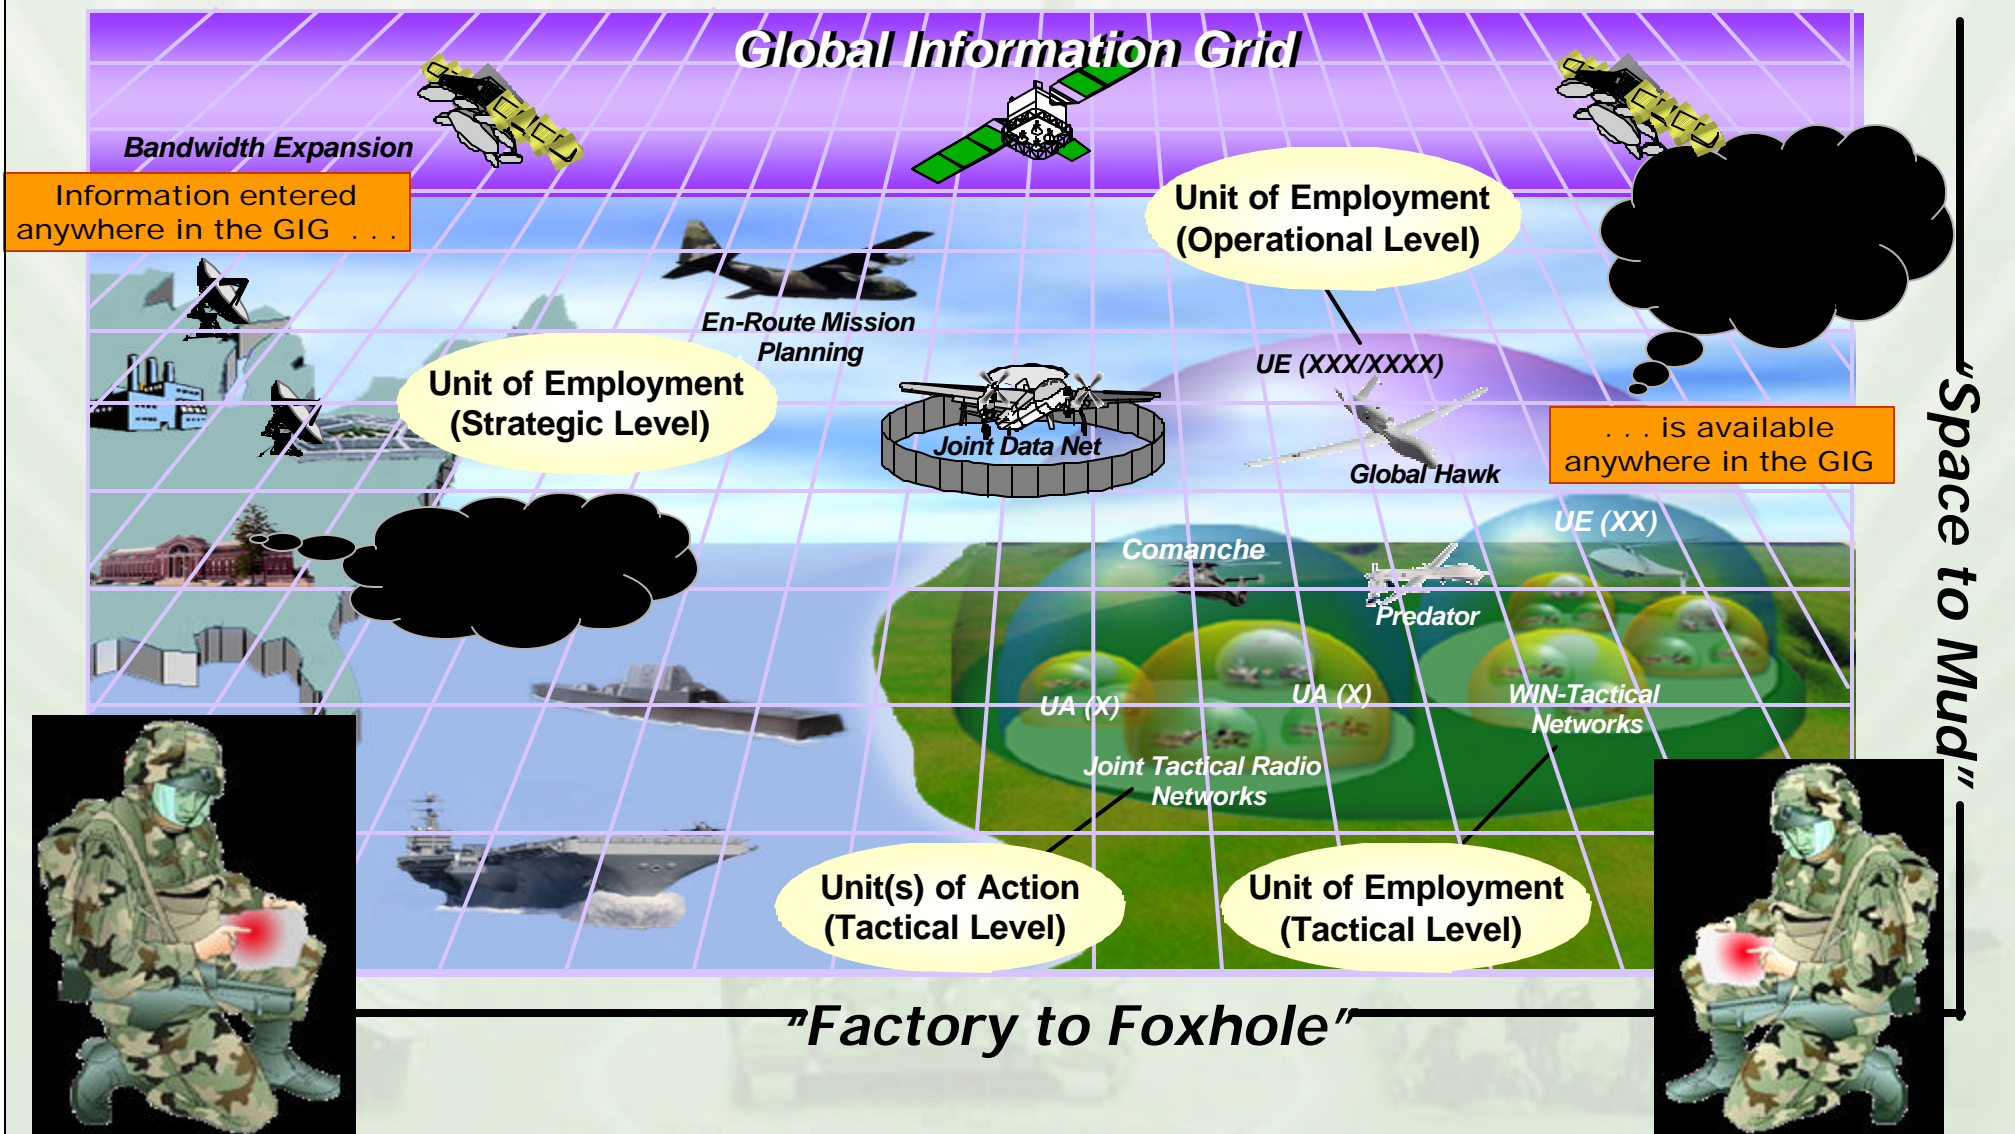 Global Information Grid
Bandwidth Expansion
Information entered
anywhere in the GIG . . .
Unit of Employment
(Operational Level)
En-Route Mission
Planning
UE (XXX/XXXX)
Unit of Employment
(Strategic Level)
Joint Data Net
Global Hawk
. . . is available
anywhere in the GIG
UE (XX)
Comanche
Predator
UA (X)
UA (X)
WIN-Tactical
Networks
Joint Tactical Radio
Networks
Unit(s) of Action
(Tactical Level)
Unit of Employment
(Tactical Level)
"Factory to Foxhole"
"Space to Mud"